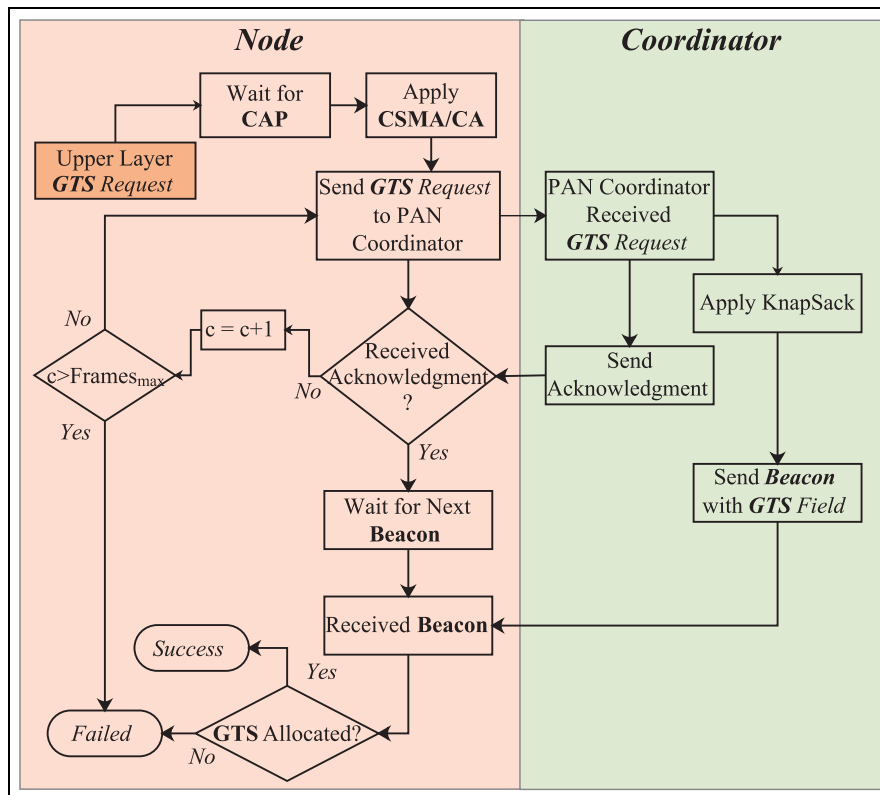 Node
Coordinator
Wait for
CAP
Apply
CSMA/CA
Upper Layer
GTS Request
Send GTS Request
to PAN
Coordinator
PAN Coordinator
Received
GTS Request
Apply KnapSack
No
c = c+1
Received
Acknowledgment
?
Send
Acknowledgment
c>Framesmax
No
Yes
Yes
Send Beacon
with GTS Field
Wait for Next
Beacon
Received Beacon
Success
Yes
Failed
GTS Allocated?
No